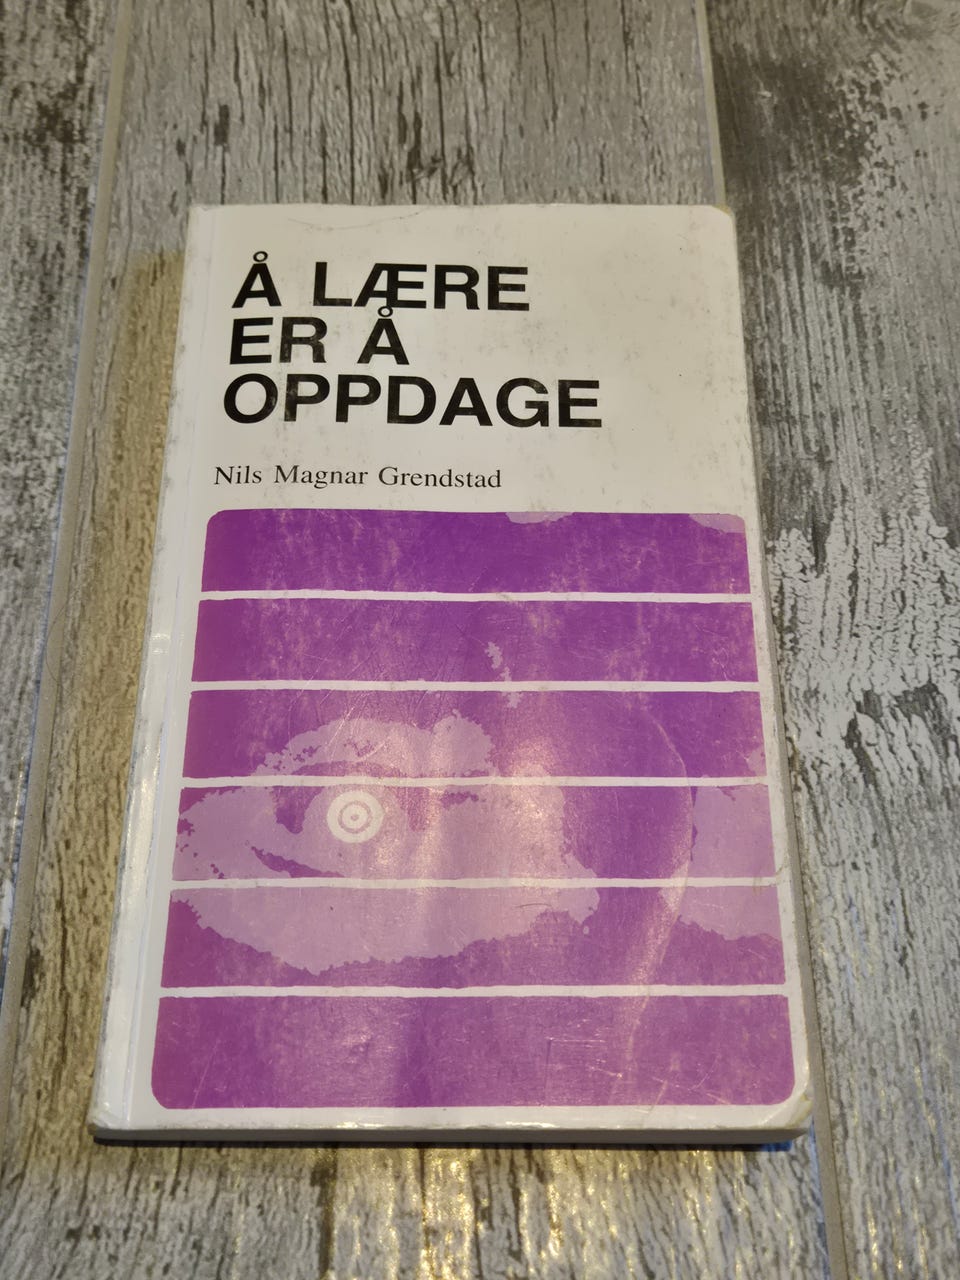 Å LÆRE
ER Å
OPPDAGE
Nils Magnar Grendstad